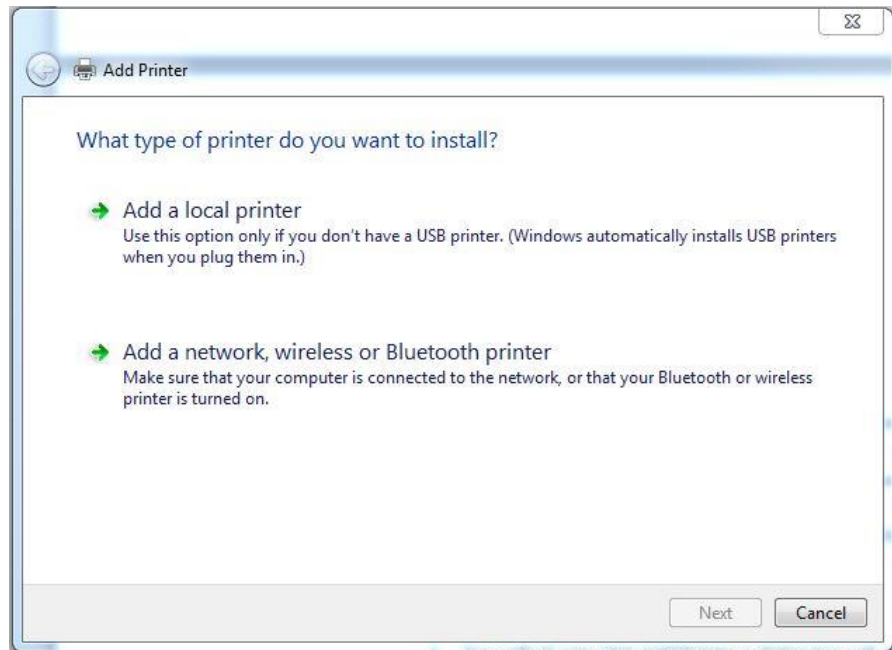 Add Printer
What type of printer do you want to install?
Add a local printer
Use this option only if you don't have a USB printer. (Windows automatically installs USB printers
when you plug them in.)
Add a network, wireless or Bluetooth printer
Make sure that your computer is connected to the network, or that your Bluetooth or wireless
printer is turned on.
Next
Cancel